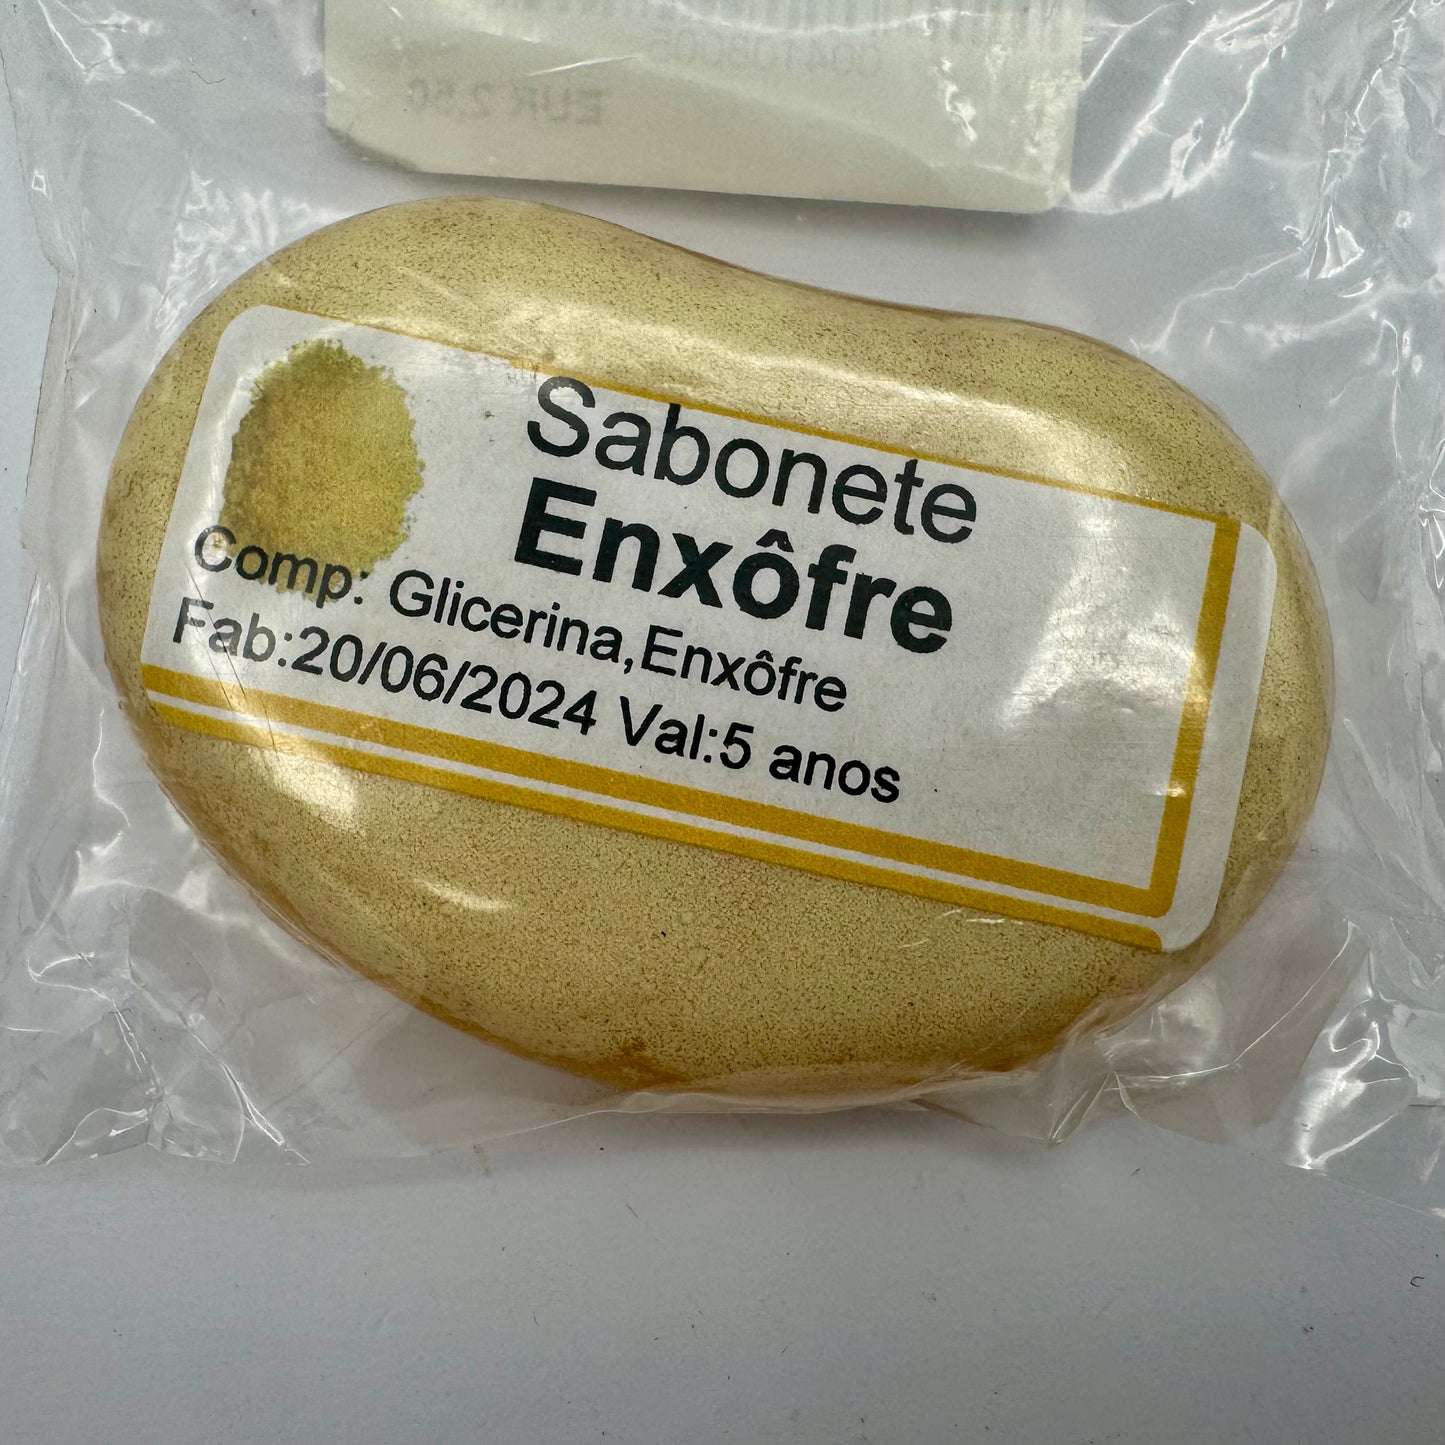 Sabonete
Enxôfre
Comp: Glicerina,Enxôfre
Fab:20/06/2024 Val:5 anos